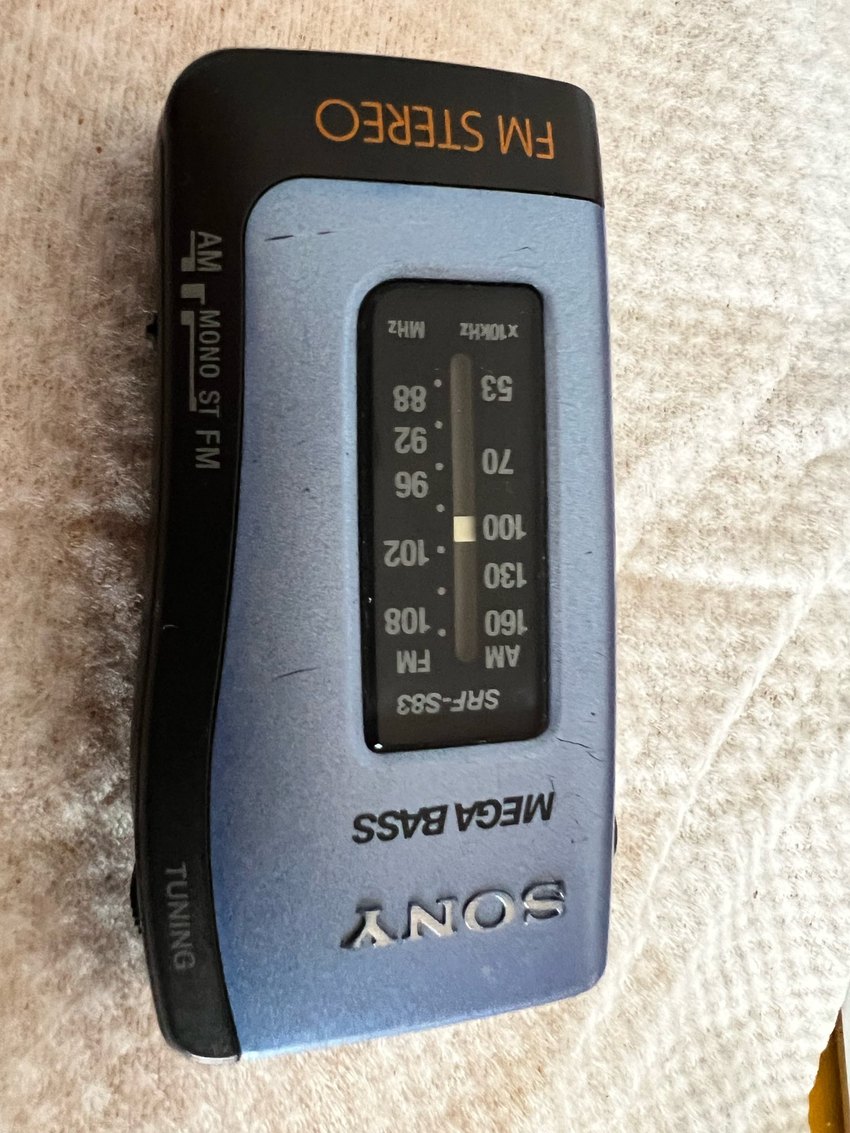 SONY
MEGA BASS
SRF-S83
FM AM
108 160
130
102 100
96 70
92
88 53
MHz x10kHz
FM STEREO
TUNING
AM
MONO ST FM